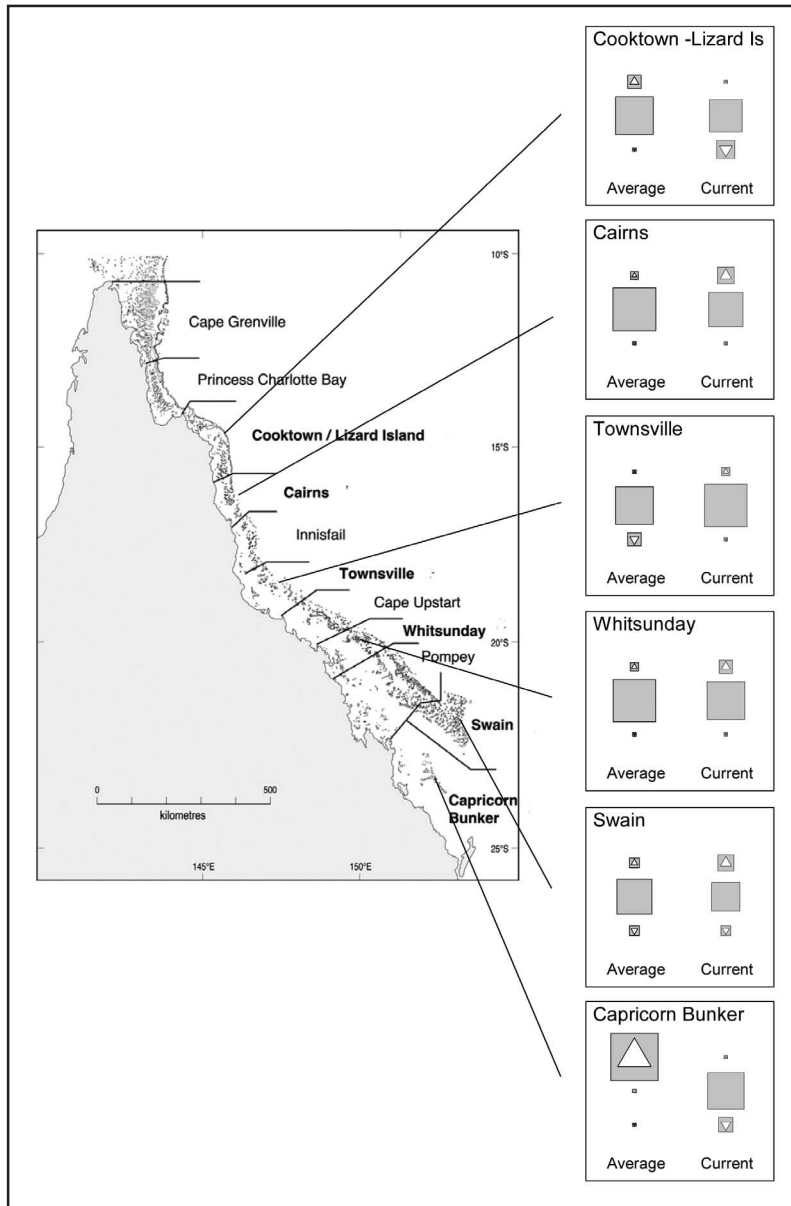 Cooktown -Lizard Is
Average Current
Cairns
Average Current
Townsville
Average Current
Whitsunday
Average Current
Swain
Average Current
Capricorn Bunker
Average Current
10°S
Cape Grenville
Princess Charlotte Bay
Cooktown / Lizard Island
15°S
Cairns
Innisfail
Townsville
Cape Upstart
Whitsunday
20°S
Pompey
Swain
0 500
kilometres
Capricorn
Bunker
25°S
145°E 150°E